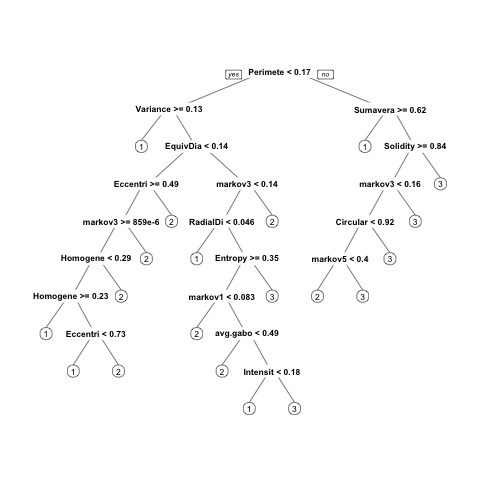 yes Perimete < 0.17 no
Variance >= 0.13 Sumavera >= 0.62
1 EquivDia < 0.14 1 Solidity >= 0.84
Eccentri >= 0.49 markov3 < 0.14 markov3 < 0.16 3
markov3 >= 859e-6 2 RadialDi < 0.046 2 Circular < 0.92 3
Homogene < 0.29 2 1 Entropy >= 0.35 markov5 < 0.4 3
Homogene >= 0.23 2 markov1 < 0.083 3 2 3
1 Eccentri < 0.73 2 avg.gabo < 0.49
1 2 2 Intensit < 0.18
1 3